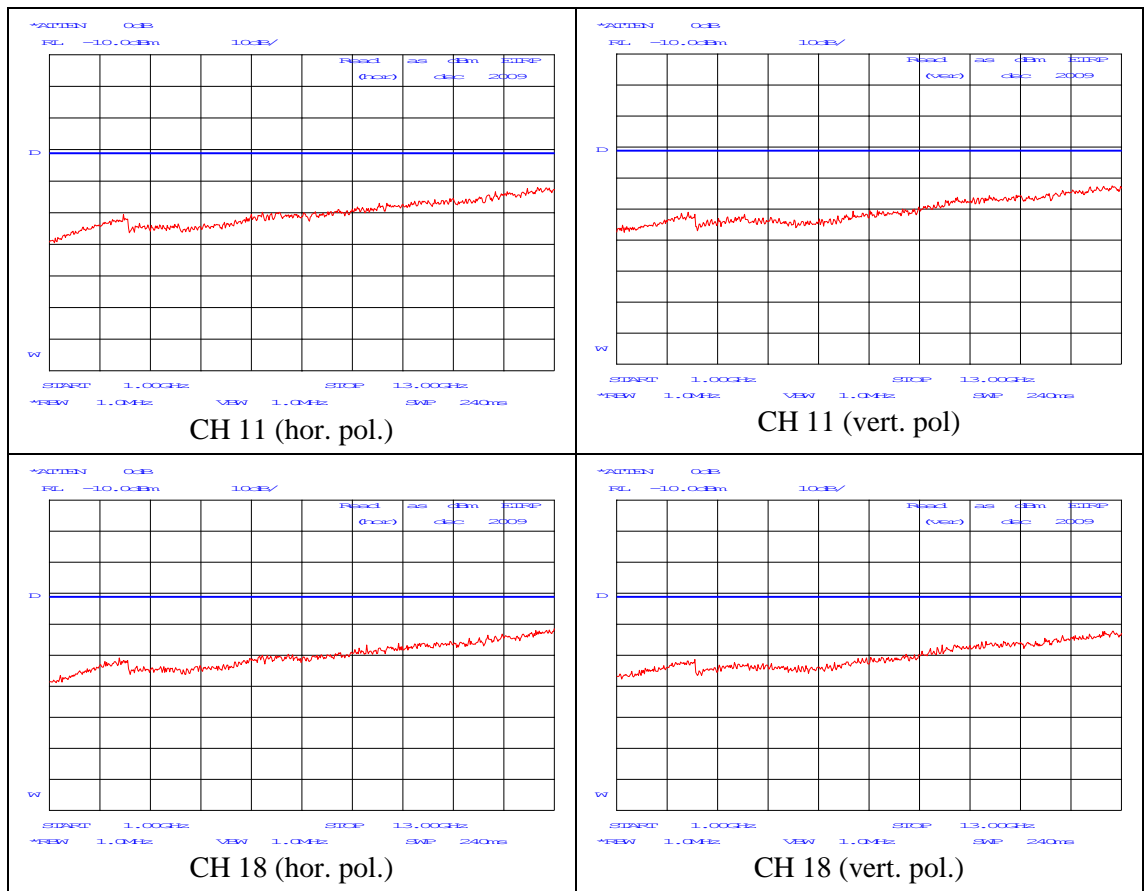 *ATTEN 0dB
RL -10.0dBm 10dB/
Read as dBm EIRP
(hor) dec 2009
D
W
START 1.00GHz STOP 13.00GHz
*RBW 1.0MHz VBW 1.0MHz SWP 240ms
CH 11 (hor. pol.)
*ATTEN 0dB
RL -10.0dBm 10dB/
Read as dBm EIRP
(ver) dec 2009
D
W
START 1.00GHz STOP 13.00GHz
*RBW 1.0MHz VBW 1.0MHz SWP 240ms
CH 11 (vert. pol)
*ATTEN 0dB
RL -10.0dBm 10dB/
Read as dBm EIRP
(hor) dec 2009
D
W
START 1.00GHz STOP 13.00GHz
*RBW 1.0MHz VBW 1.0MHz SWP 240ms
CH 18 (hor. pol.)
*ATTEN 0dB
RL -10.0dBm 10dB/
Read as dBm EIRP
(ver) dec 2009
D
W
START 1.00GHz STOP 13.00GHz
*RBW 1.0MHz VBW 1.0MHz SWP 240ms
CH 18 (vert. pol.)